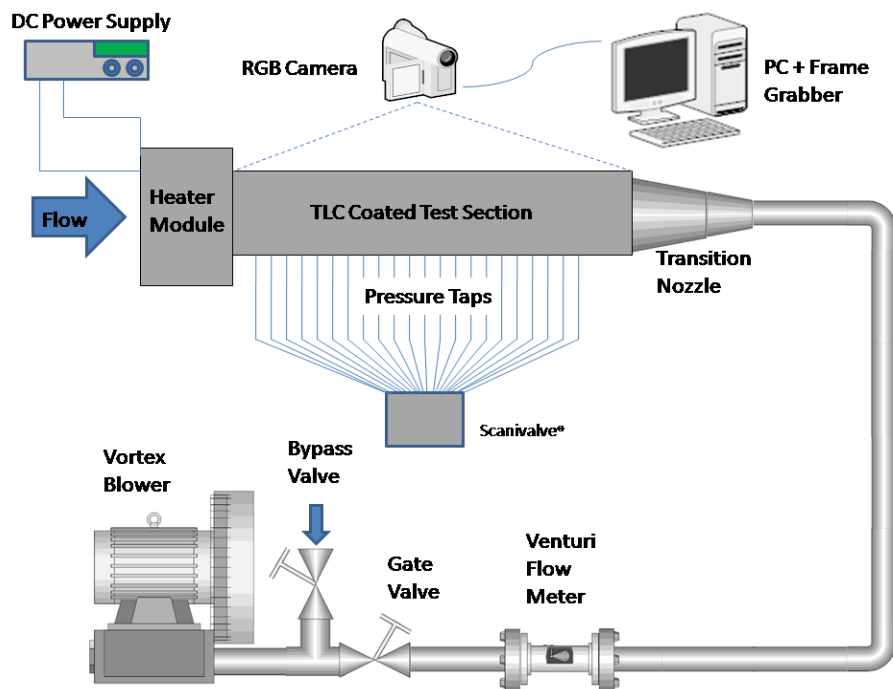 DC Power Supply
RGB Camera
PC + Frame
Grabber
Flow
Heater
Module
TLC Coated Test Section
Transition
Nozzle
Pressure Taps
Scanivalve®
Bypass
Valve
Vortex
Blower
Gate
Valve
Venturi
Flow
Meter